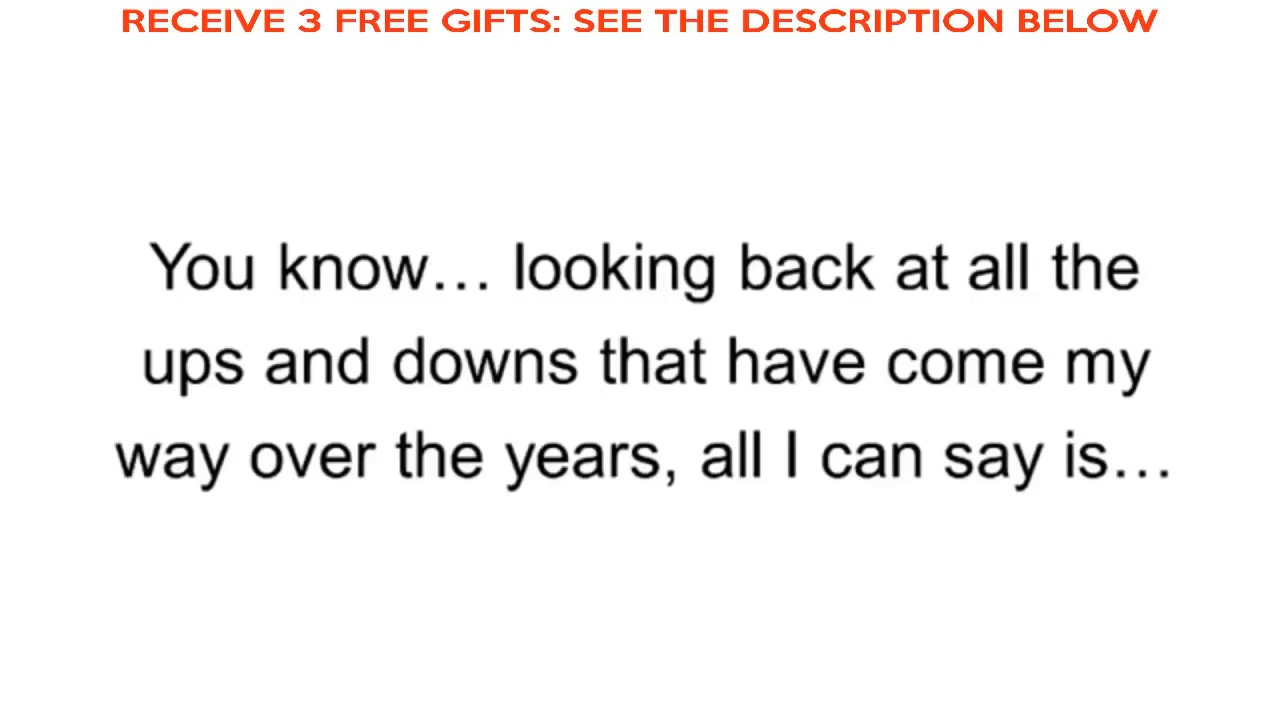 RECEIVE 3 FREE GIFTS: SEE THE DESCRIPTION BELOW
You know… looking back at all the
ups and downs that have come my
way over the years, all I can say is…